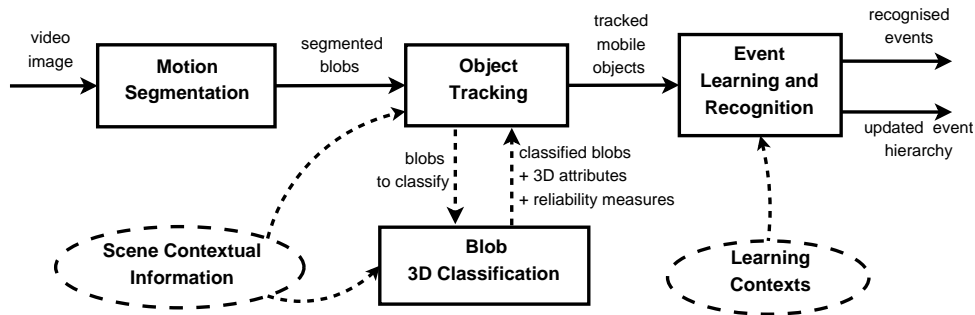 video
image
Motion
Segmentation
segmented
blobs
Object
Tracking
tracked
mobile
objects
Event
Learning and
Recognition
recognised
events
updated event
hierarchy
blobs
to classify
classified blobs
+ 3D attributes
+ reliability measures
Scene Contextual
Information
Blob
3D Classification
Learning
Contexts